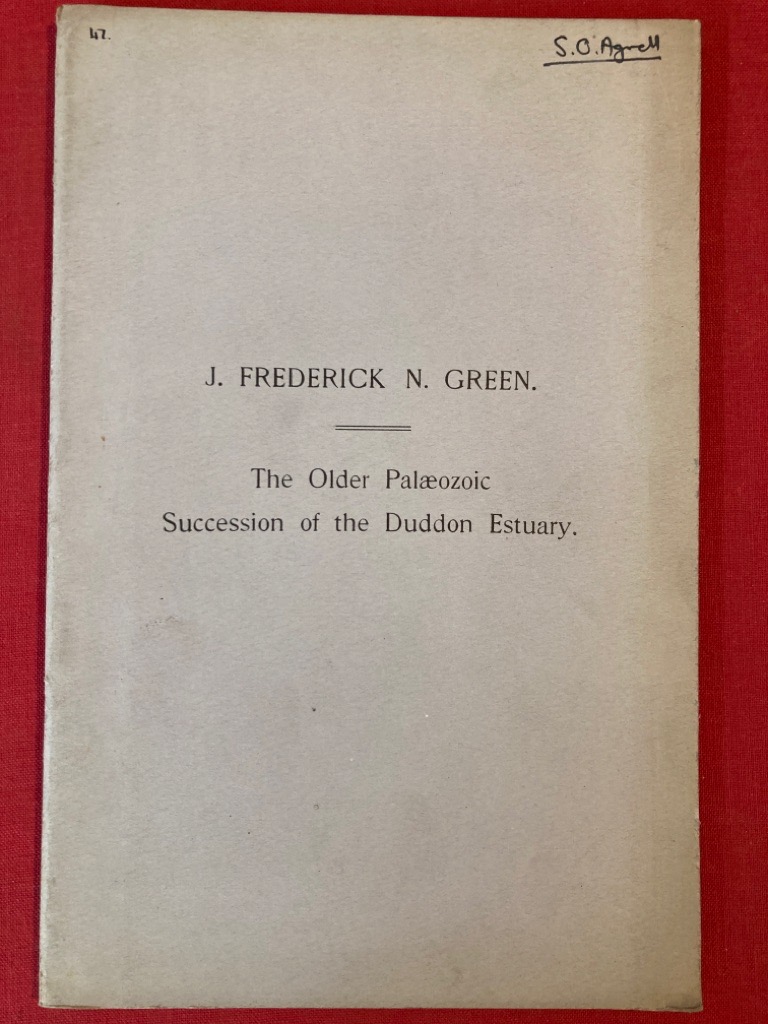 47.
S.O. Agrell
J. FREDERICK N. GREEN.
The Older Palæozoic
Succession of the Duddon Estuary.